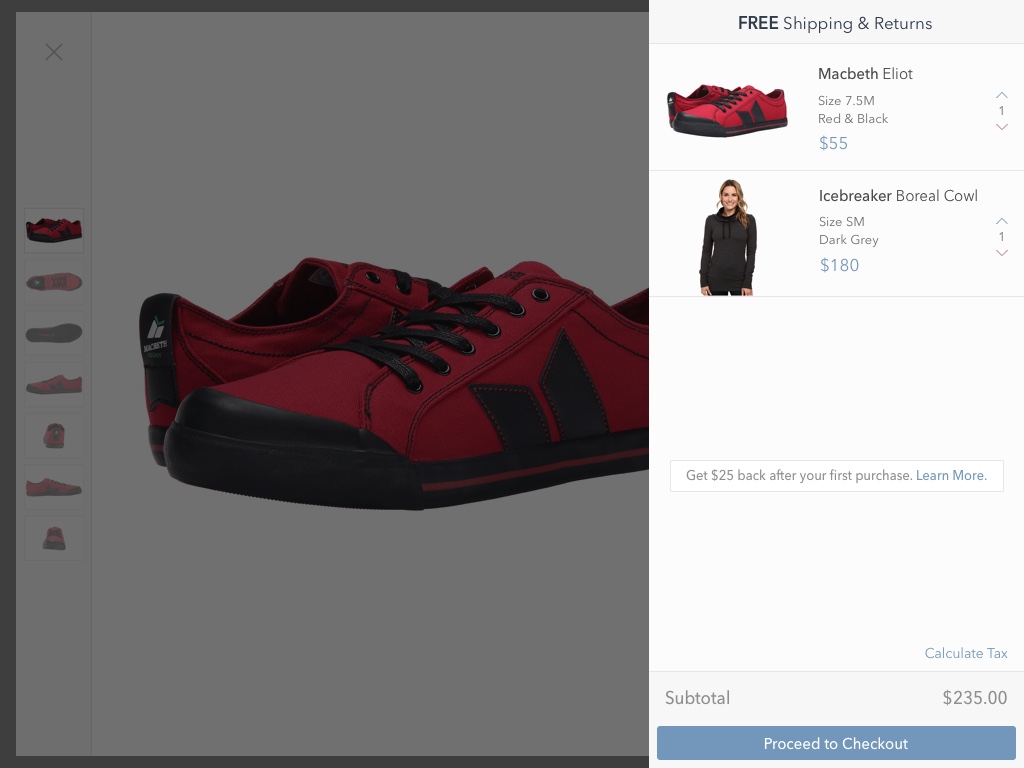 FREE Shipping & Returns
Macbeth Eliot
Size 7.5M
Red & Black
1
$55
Icebreaker Boreal Cowl
Size SM
Dark Grey
1
$180
MACBETH
Get $25 back after your first purchase. Learn More.
Calculate Tax
Subtotal $235.00
Proceed to Checkout